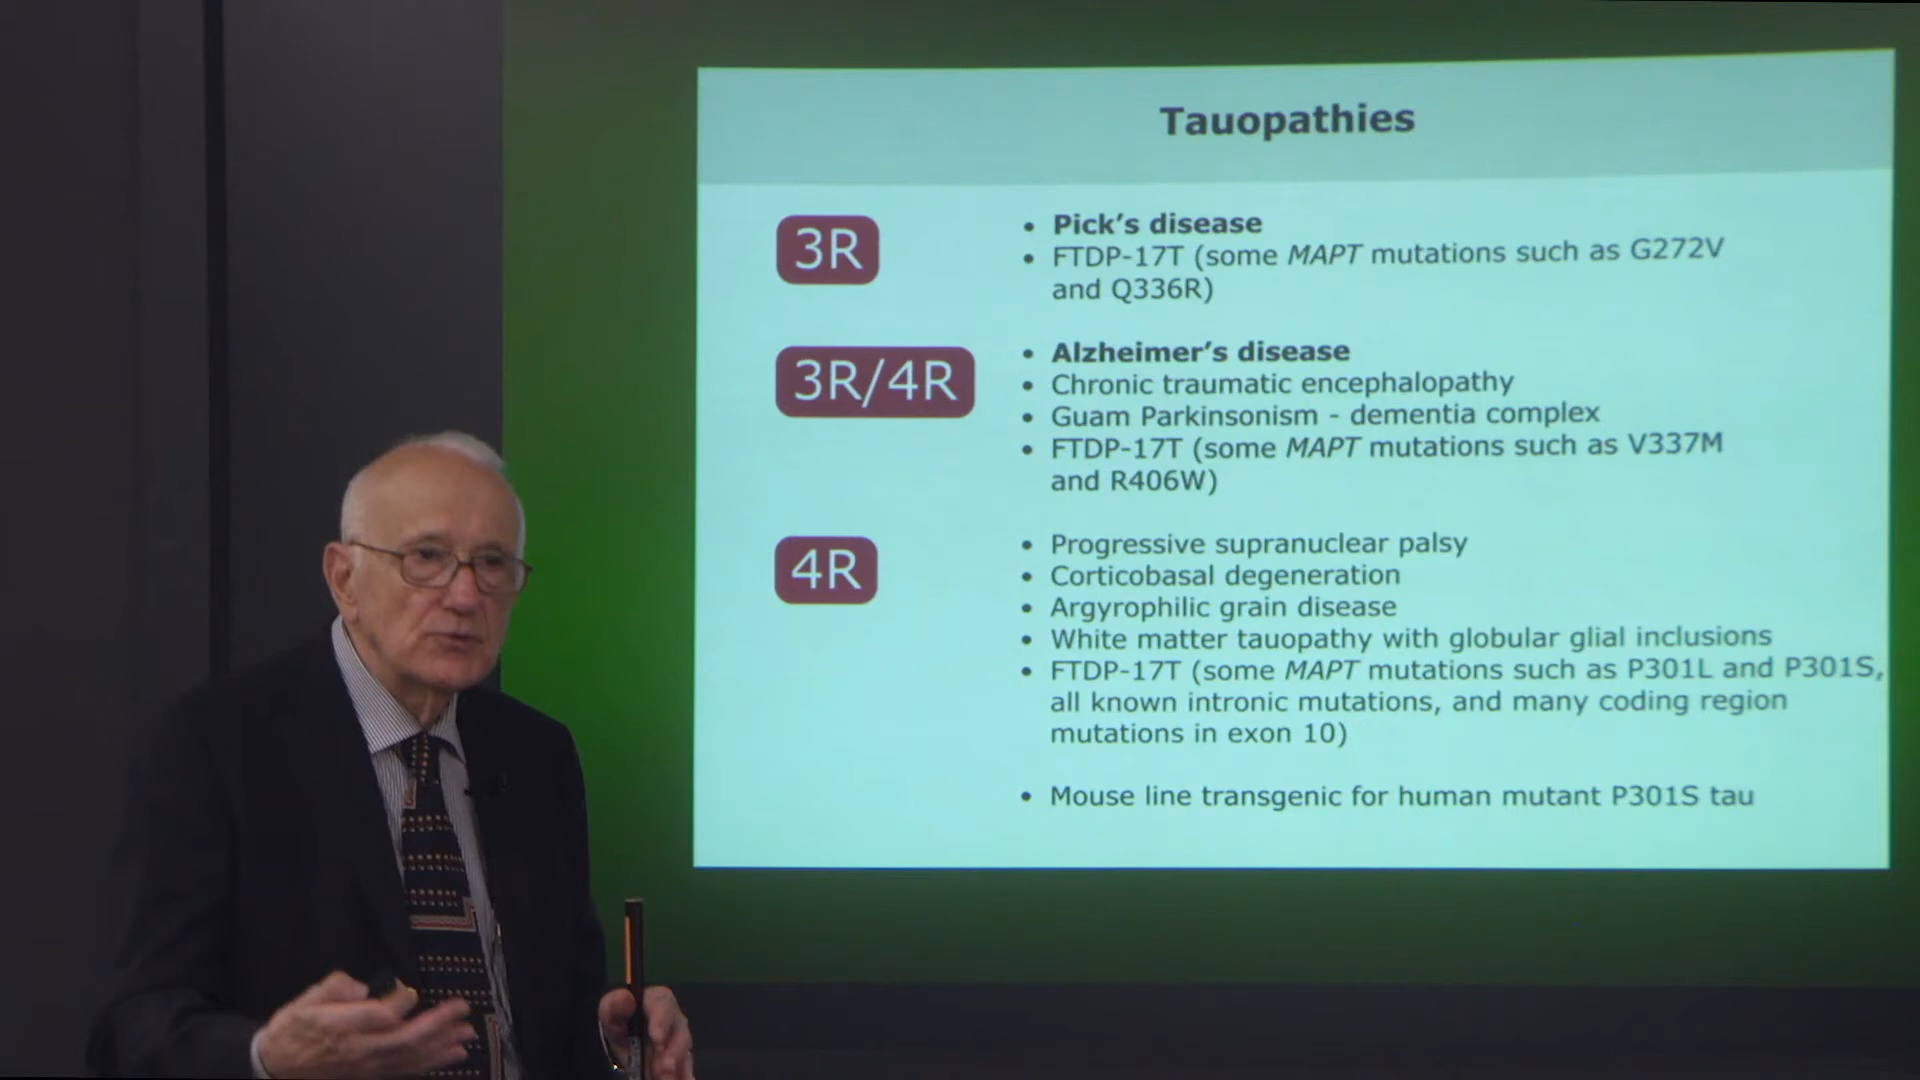 Tauopathies
3R
• Pick's disease
• FTDP-17T (some MAPT mutations such as G272V
and Q336R)
3R/4R
• Alzheimer's disease
• Chronic traumatic encephalopathy
• Guam Parkinsonism - dementia complex
• FTDP-17T (some MAPT mutations such as V337M
and R406W)
4R
• Progressive supranuclear palsy
• Corticobasal degeneration
• Argyrophilic grain disease
• White matter tauopathy with globular glial inclusions
• FTDP-17T (some MAPT mutations such as P301L and P301S,
all known intronic mutations, and many coding region
mutations in exon 10)
• Mouse line transgenic for human mutant P301S tau